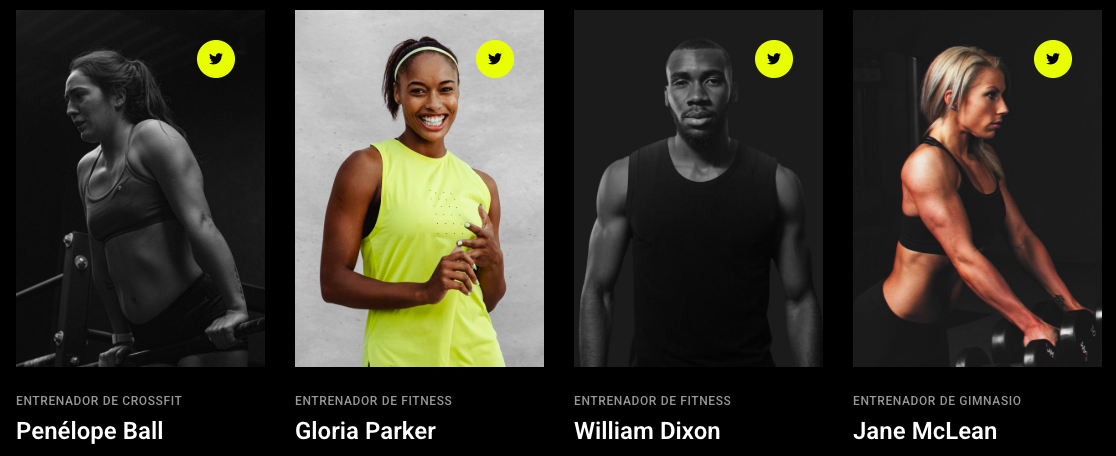 ENTRENADOR DE CROSSFIT
Penélope Ball
ENTRENADOR DE FITNESS
Gloria Parker
ENTRENADOR DE FITNESS
William Dixon
ENTRENADOR DE GIMNASIO
Jane McLean